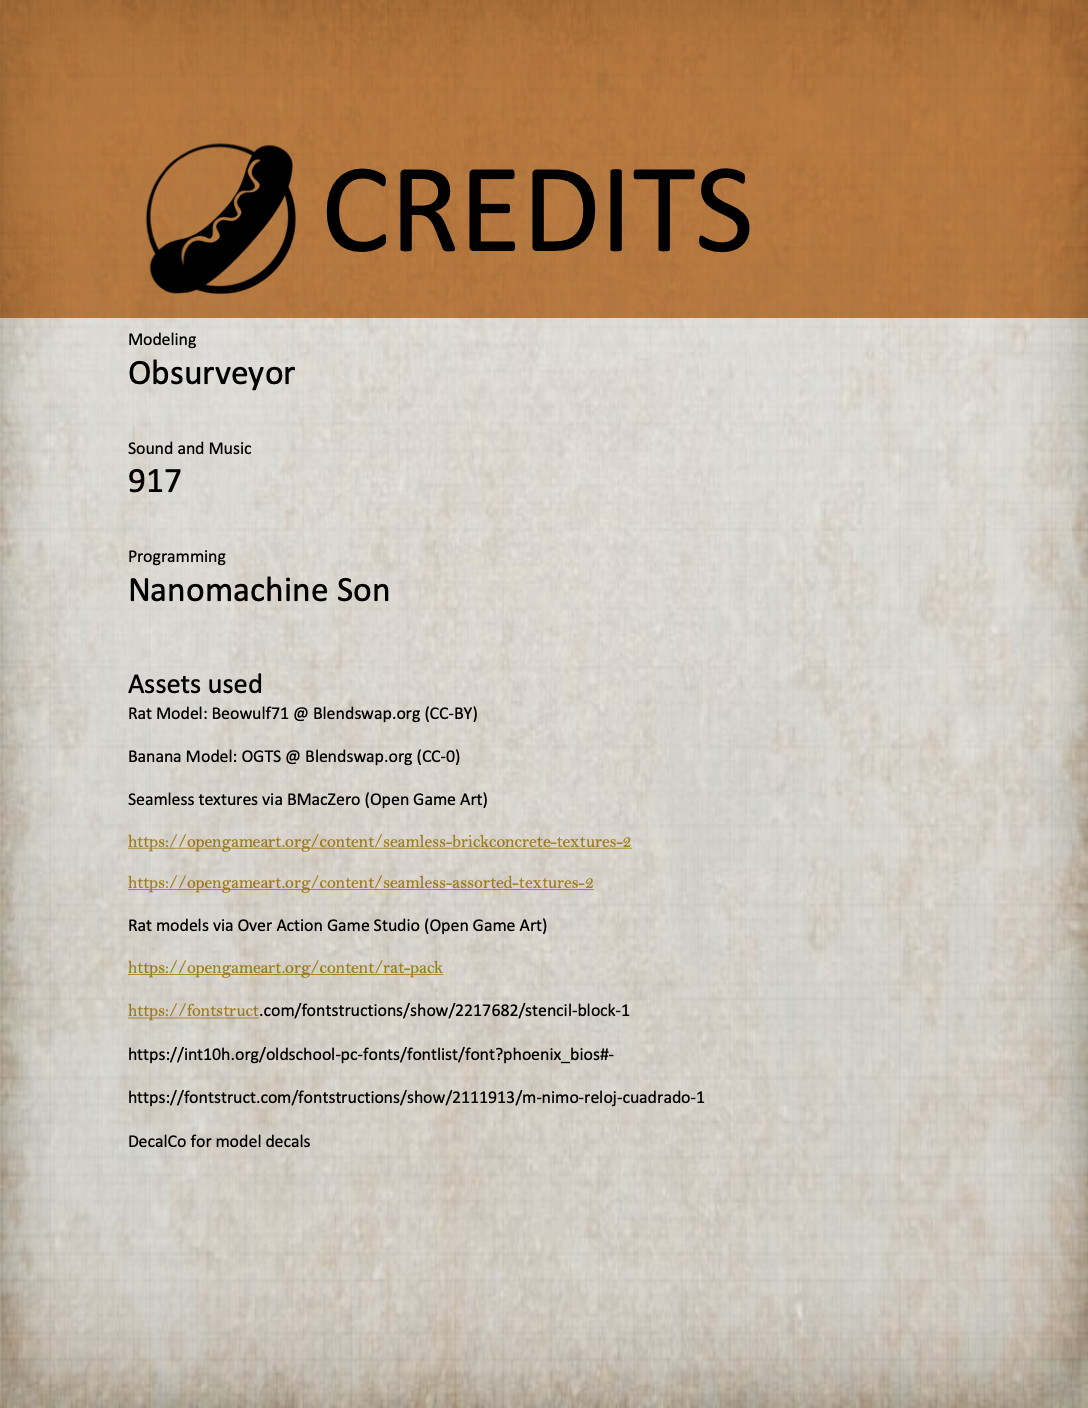 CREDITS
Modeling
Obsurveyor
Sound and Music
917
Programming
Nanomachine Son
Assets used
Rat Model: Beowulf71 @ Blendswap.org (CC-BY)
Banana Model: OGTS @ Blendswap.org (CC-0)
Seamless textures via BMacZero (Open Game Art)
https://opengameart.org/content/seamless-brickconcrete-textures-2
https://opengameart.org/content/seamless-assorted-textures-2
Rat models via Over Action Game Studio (Open Game Art)
https://opengameart.org/content/rat-pack
https://fontstruct.com/fontstructions/show/2217682/stencil-block-1
https://int10h.org/oldschool-pc-fonts/fontlist/font?phoenix_bios#-
https://fontstruct.com/fontstructions/show/2111913/m-nimo-reloj-cuadrado-1
DecalCo for model decals